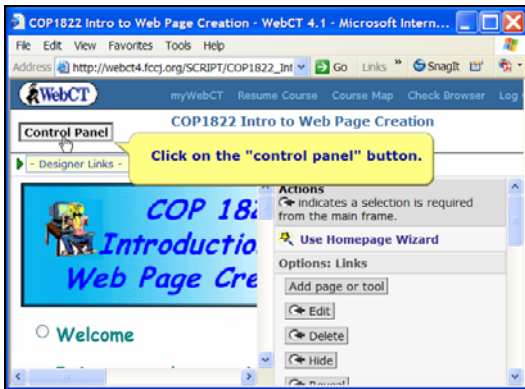 COP1822 Intro to Web Page Creation - WebCT 4.1 - Microsoft Intern...
File Edit View Favorites Tools Help
Address http://webct4.fccj.org/SCRIPT/COP1822_Int Go Links » SnagIt
WebCT myWebCT Resume Course Course Map Check Browser Log
Control Panel COP1822 Intro to Web Page Creation
Click on the "control panel" button.
- Designer Links -
COP 182
Introductio
Web Page Cre
Welcome
Actions
indicates a selection is required
from the main frame.
Use Homepage Wizard
Options: Links
Add page or tool
Edit
Delete
Hide
Reveal